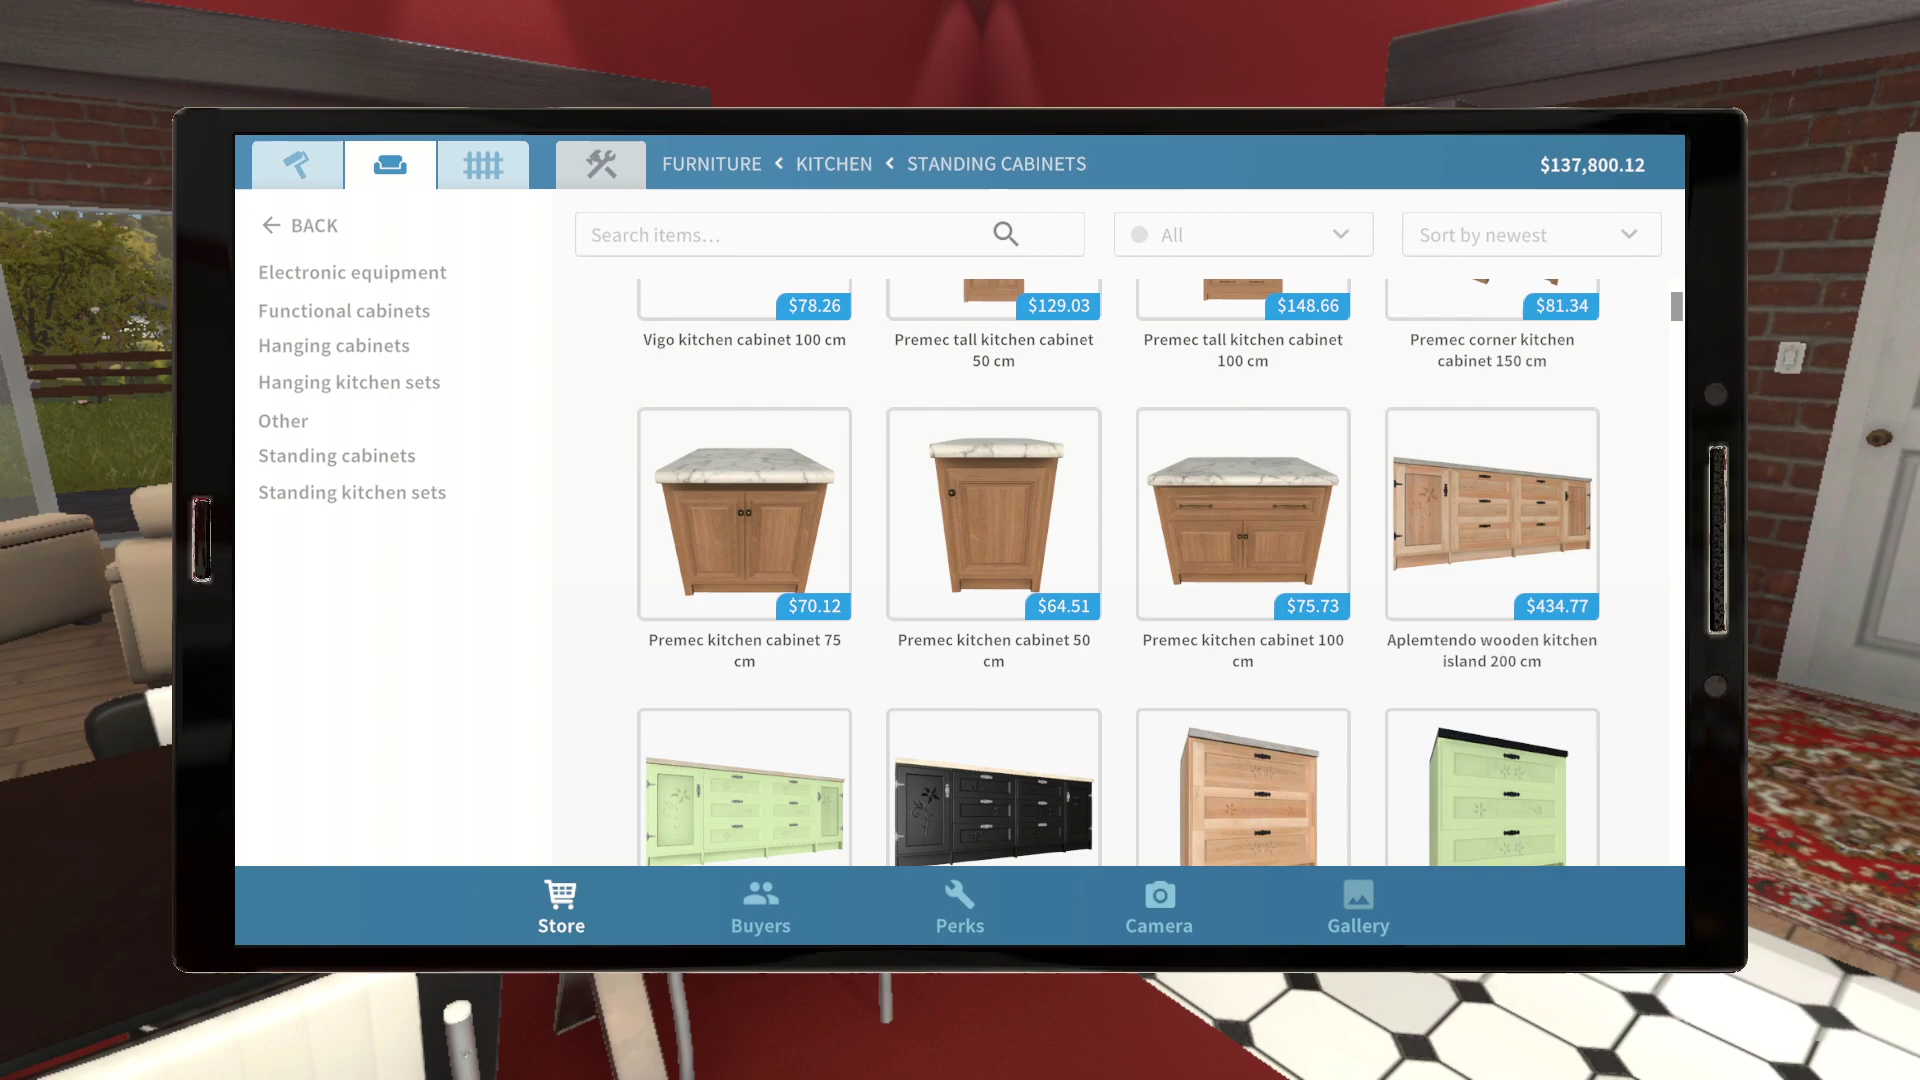 FURNITURE < KITCHEN < STANDING CABINETS
$137,800.12
BACK
Electronic equipment
Functional cabinets
Hanging cabinets
Hanging kitchen sets
Other
Standing cabinets
Standing kitchen sets
Search items...
All
Sort by newest
$78.26
$129.03
$148.66
$81.34
Vigo kitchen cabinet 100 cm
Premec tall kitchen cabinet
50 cm
Premec tall kitchen cabinet
100 cm
Premec corner kitchen
cabinet 150 cm
$70.12
$64.51
$75.73
$434.77
Premec kitchen cabinet 75
cm
Premec kitchen cabinet 50
cm
Premec kitchen cabinet 100
cm
Aplemtendo wooden kitchen
island 200 cm
Store
Buyers
Perks
Camera
Gallery